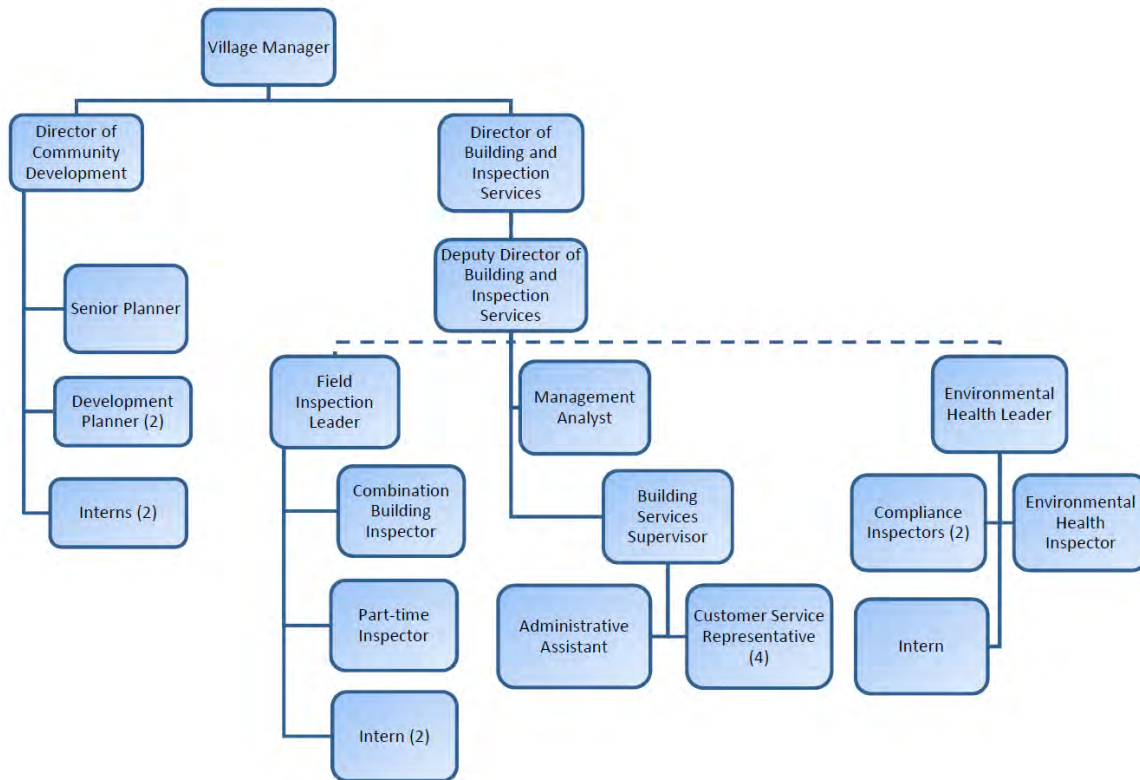 Village Manager
Director of
Community
Development
Director of
Building and
Inspection
Services
Deputy Director of
Building and
Inspection
Services
Senior Planner
Development
Planner (2)
Interns (2)
Field
Inspection
Leader
Combination
Building
Inspector
Part-time
Inspector
Intern (2)
Management
Analyst
Building
Services
Supervisor
Administrative
Assistant
Customer Service
Representative
(4)
Environmental
Health Leader
Compliance
Inspectors (2)
Environmental
Health
Inspector
Intern